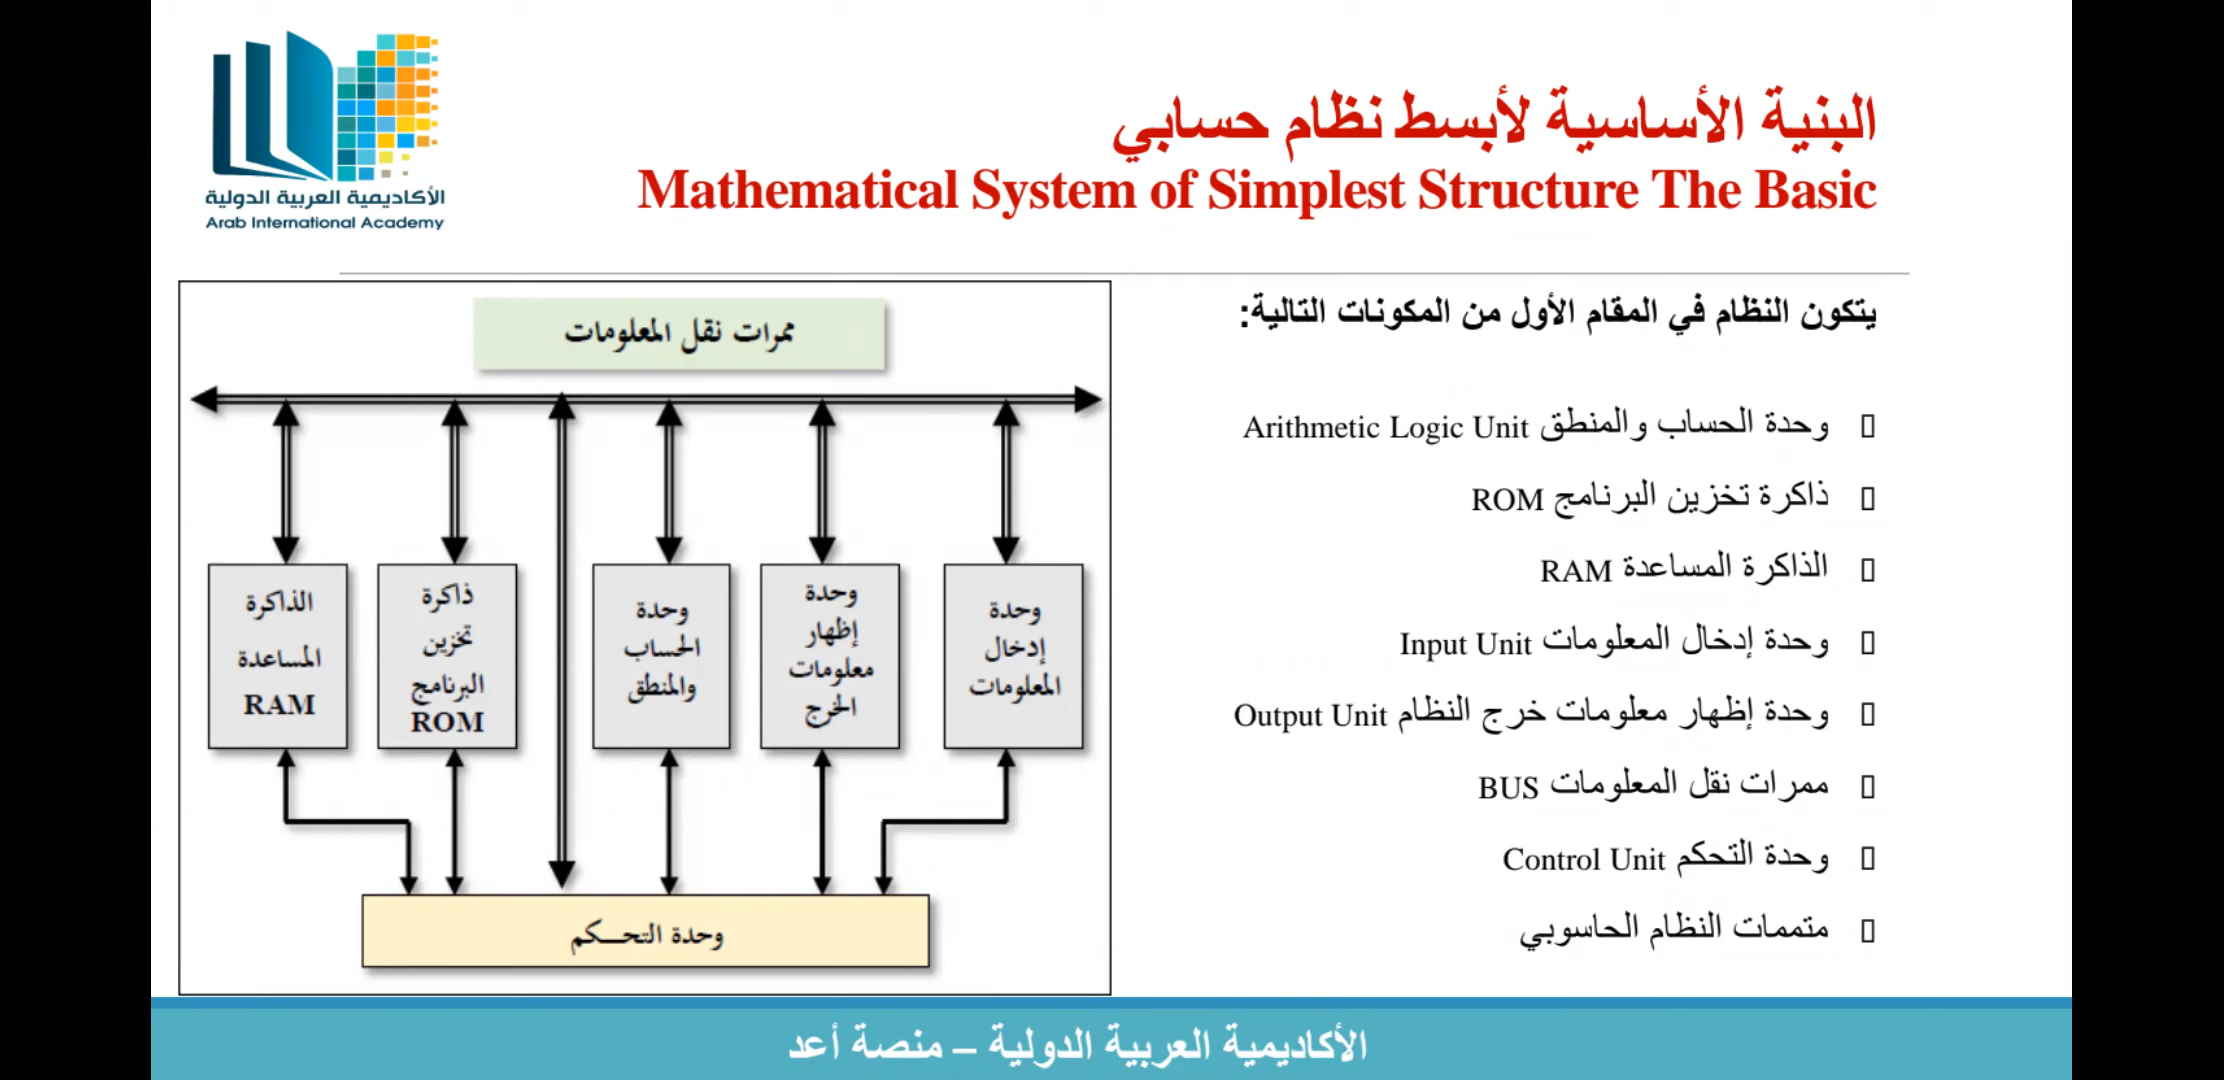 الأكاديمية العربية الدولية
Arab International Academy
البنية الأساسية لأبسط نظام حسابي
Mathematical System of Simplest Structure The Basic
يتكون النظام في المقام الأول من المكونات التالية:
وحدة الحساب والمنطق Arithmetic Logic Unit
ذاكرة تخزين البرنامج ROM
الذاكرة المساعدة RAM
وحدة إدخال المعلومات Input Unit
وحدة إظهار معلومات خرج النظام Output Unit
ممرات نقل المعلومات BUS
وحدة التحكم Control Unit
متممات النظام الحاسوبي
ممرات نقل المعلومات
وحدة
إدخال
المعلومات
وحدة
إظهار
معلومات
الخرج
وحدة
الحساب
والمنطق
ذاكرة
تخزين
البرنامج
ROM
الذاكرة
المساعدة
RAM
وحدة التحـكم
الأكاديمية العربية الدولية – منصة أعد